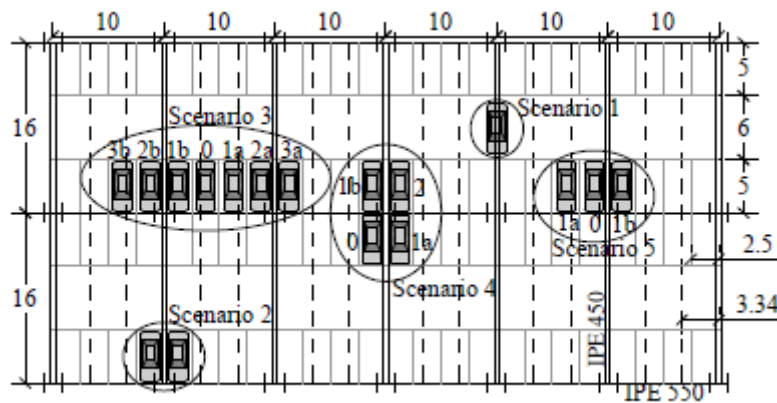 10 10 10 10 10 10
5
Scenario 1
Scenario 3
16
6
3b 2b 1b 0 1a 2a 3a
1b 2
5
0 1a
1a 0 1b
Scenario 5
2.5
Scenario 4
16
Scenario 2
3.34
IPE 450
IPE 550